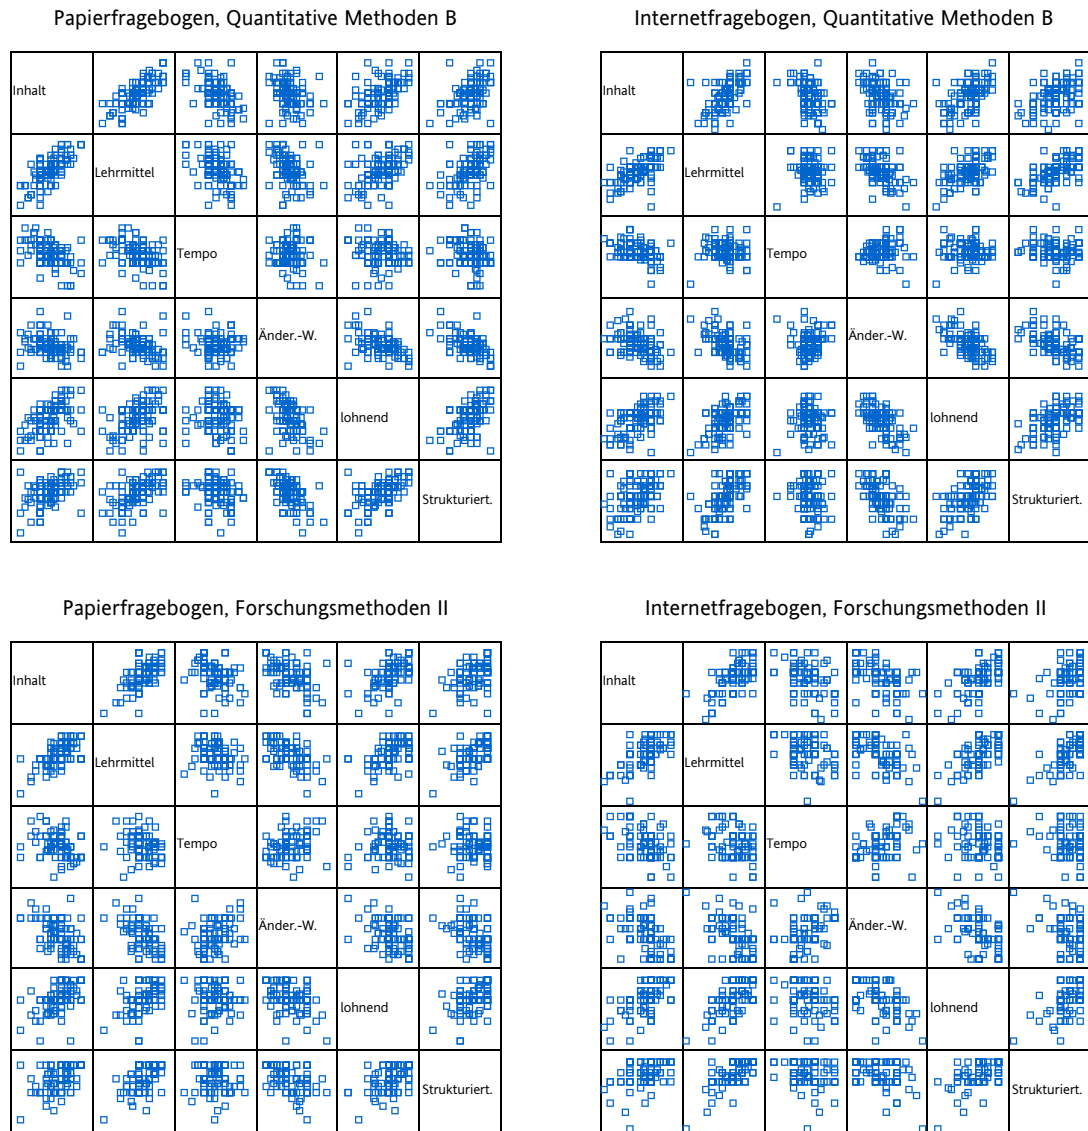 Papierfragebogen, Quantitative Methoden B
Inhalt
Lehrmittel
Tempo
Änder.-W.
lohnend
Strukturiert.
Internetfragebogen, Quantitative Methoden B
Inhalt
Lehrmittel
Tempo
Änder.-W.
lohnend
Strukturiert.
Papierfragebogen, Forschungsmethoden II
Inhalt
Lehrmittel
Tempo
Änder.-W.
lohnend
Strukturiert.
Internetfragebogen, Forschungsmethoden II
Inhalt
Lehrmittel
Tempo
Änder.-W.
lohnend
Strukturiert.